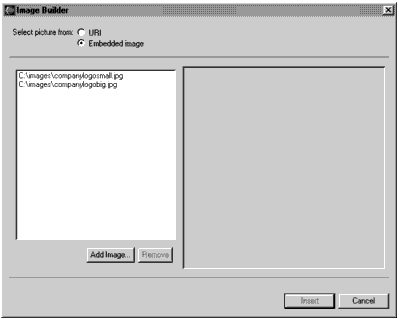 Image Builder
Select picture from: URI
Embedded image
C:\images\companylogosmall.jpg
C:\images\companylogobig.jpg
Add Image... Remove
Insert Cancel